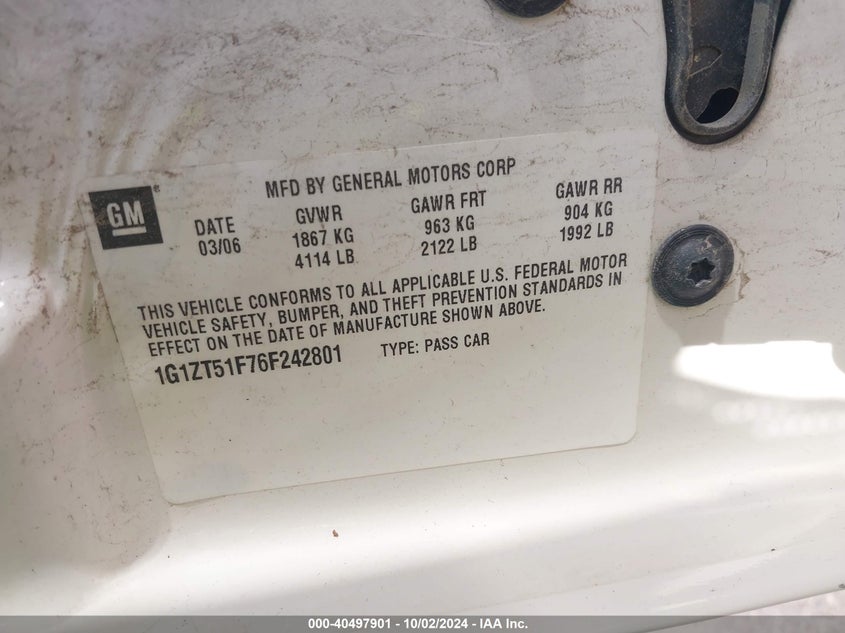 GM ®
MFD BY GENERAL MOTORS CORP
DATE GVWR GAWR FRT GAWR RR
03/06 1867 KG 963 KG 904 KG
4114 LB 2122 LB 1992 LB
THIS VEHICLE CONFORMS TO ALL APPLICABLE U.S. FEDERAL MOTOR
VEHICLE SAFETY, BUMPER, AND THEFT PREVENTION STANDARDS IN
EFFECT ON THE DATE OF MANUFACTURE SHOWN ABOVE.
1G1ZT51F76F242801 TYPE: PASS CAR
000-40497901 - 10/02/2024 - IAA Inc.